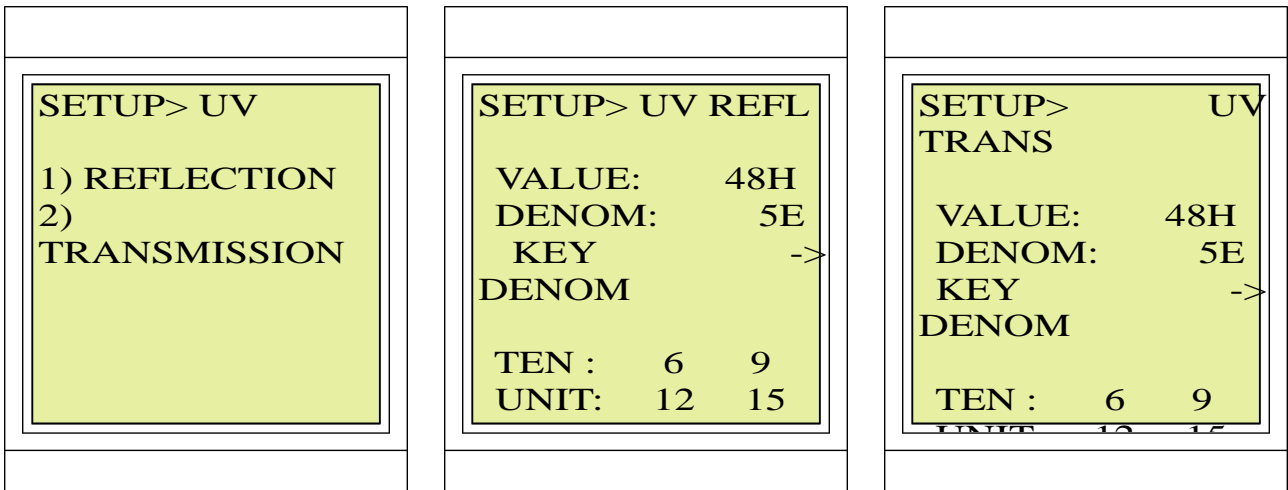 SETUP> UV
1) REFLECTION
2)
TRANSMISSION
SETUP> UV REFL
VALUE: 48H
DENOM: 5E
KEY ->
DENOM
TEN : 6 9
UNIT: 12 15
SETUP> UV
TRANS
VALUE: 48H
DENOM: 5E
KEY ->
DENOM
TEN : 6 9